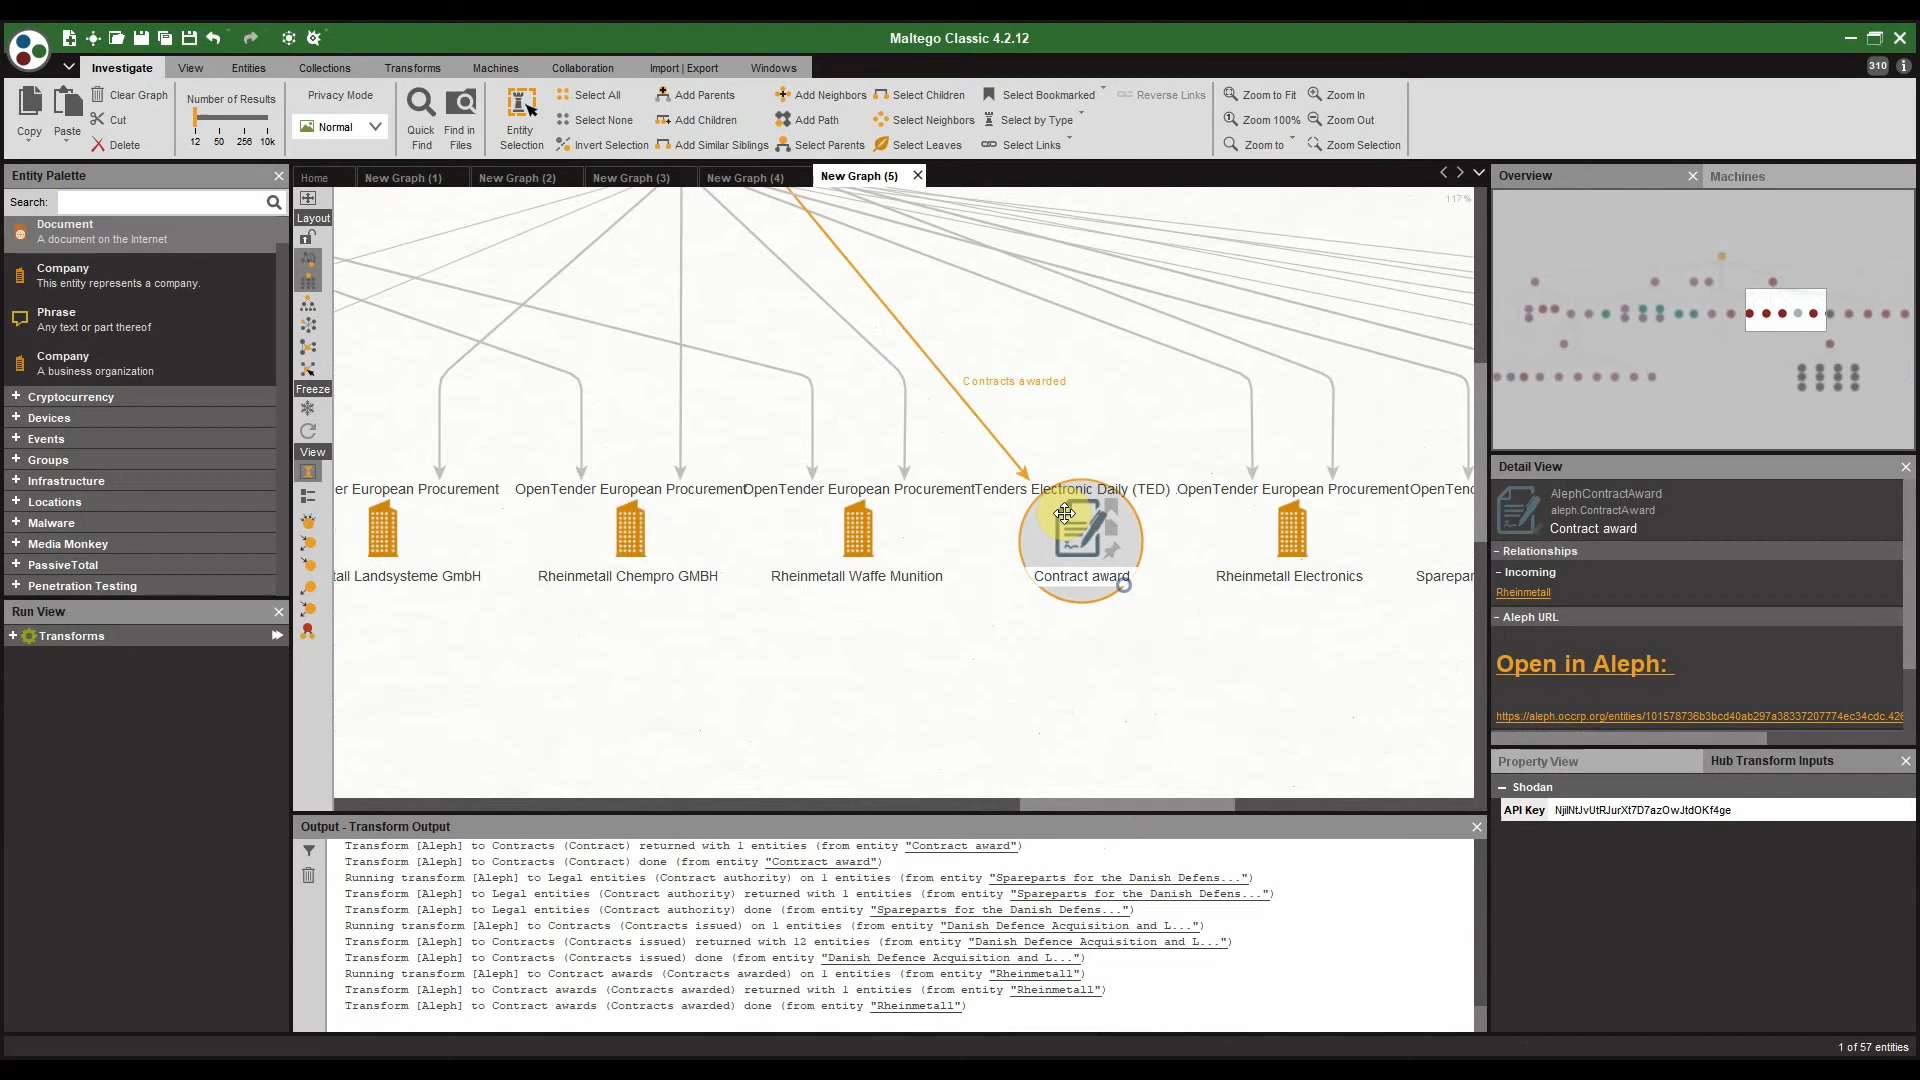 Maltego Classic 4.2.12
Investigate View Entities Collections Transforms Machines Collaboration Import | Export Windows
310
Copy
Paste
Clear Graph
Cut
Delete
Number of Results
12 50 256 10k
Privacy Mode
Normal
Quick Find
Find in Files
Entity Selection
Select All
Select None
Invert Selection
Add Parents
Add Children
Add Similar Siblings
Add Neighbors
Add Path
Select Parents
Select Children
Select Neighbors
Select Leaves
Select Bookmarked
Select by Type
Select Links
Reverse Links
Zoom to Fit
Zoom 100%
Zoom to
Zoom In
Zoom Out
Zoom Selection
Entity Palette
Search:
Document
A document on the Internet
Company
This entity represents a company.
Phrase
Any text or part thereof
Company
A business organization
Cryptocurrency
Devices
Events
Groups
Infrastructure
Locations
Malware
Media Monkey
PassiveTotal
Penetration Testing
Run View
Transforms
Home New Graph (1) New Graph (2) New Graph (3) New Graph (4) New Graph (5)
Layout
Freeze
View
117%
Contracts awarded
er European Procurement OpenTender European Procurement OpenTender European Procurement Tenders Electronic Daily (TED) . OpenTender European Procurement OpenTend
all Landsysteme GmbH Rheinmetall Chempro GMBH Rheinmetall Waffe Munition Contract award Rheinmetall Electronics Sparepar
Output - Transform Output
Transform [Aleph] to Contracts (Contract) returned with 1 entities (from entity "Contract award")
Transform [Aleph] to Contracts (Contract) done (from entity "Contract award")
Running transform [Aleph] to Legal entities (Contract authority) on 1 entities (from entity "Spareparts for the Danish Defens...")
Transform [Aleph] to Legal entities (Contract authority) returned with 1 entities (from entity "Spareparts for the Danish Defens...")
Transform [Aleph] to Legal entities (Contract authority) done (from entity "Spareparts for the Danish Defens...")
Running transform [Aleph] to Contracts (Contracts issued) on 1 entities (from entity "Danish Defence Acquisition and L...")
Transform [Aleph] to Contracts (Contracts issued) returned with 12 entities (from entity "Danish Defence Acquisition and L...")
Transform [Aleph] to Contracts (Contracts issued) done (from entity "Danish Defence Acquisition and L...")
Running transform [Aleph] to Contract awards (Contracts awarded) on 1 entities (from entity "Rheinmetall")
Transform [Aleph] to Contract awards (Contracts awarded) returned with 1 entities (from entity "Rheinmetall")
Transform [Aleph] to Contract awards (Contracts awarded) done (from entity "Rheinmetall")
Overview Machines
Detail View
AlephContractAward
aleph.ContractAward
Contract award
Relationships
Incoming
Rheinmetall
Aleph URL
Open in Aleph:
https://aleph.occrp.org/entities/101578736b3bcd40ab297a38337207774ec34cdc.426
Property View Hub Transform Inputs
Shodan
API Key
1 of 57 entities